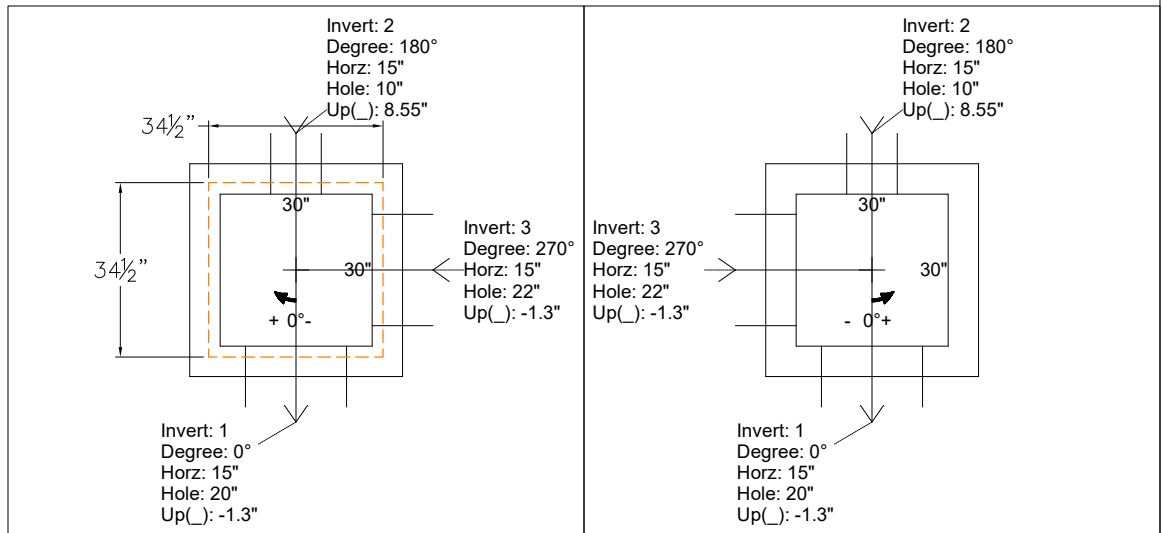 Invert: 2
Degree: 180°
Horz: 15"
Hole: 10"
Up(_): 8.55"
34½"
30"
34½"
30"
Invert: 3
Degree: 270°
Horz: 15"
Hole: 22"
Up(_): -1.3"
+ 0°-
Invert: 1
Degree: 0°
Horz: 15"
Hole: 20"
Up(_): -1.3"
Invert: 2
Degree: 180°
Horz: 15"
Hole: 10"
Up(_): 8.55"
30"
Invert: 3
Degree: 270°
Horz: 15"
Hole: 22"
Up(_): -1.3"
30"
- 0°+
Invert: 1
Degree: 0°
Horz: 15"
Hole: 20"
Up(_): -1.3"